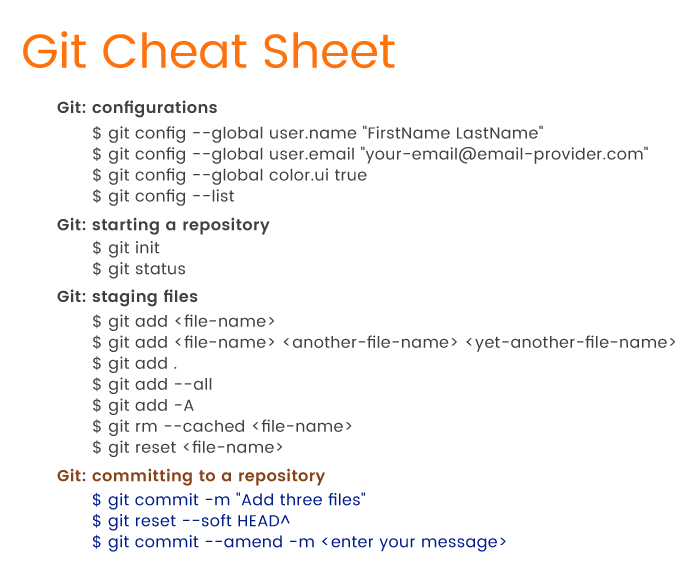 Git Cheat Sheet
Git: configurations
$ git config --global user.name "FirstName LastName"
$ git config --global user.email "your-email@email-provider.com"
$ git config --global color.ui true
$ git config --list
Git: starting a repository
$ git init
$ git status
Git: staging files
$ git add <file-name>
$ git add <file-name> <another-file-name> <yet-another-file-name>
$ git add .
$ git add --all
$ git add -A
$ git rm --cached <file-name>
$ git reset <file-name>
Git: committing to a repository
$ git commit -m "Add three files"
$ git reset --soft HEAD^
$ git commit --amend -m <enter your message>